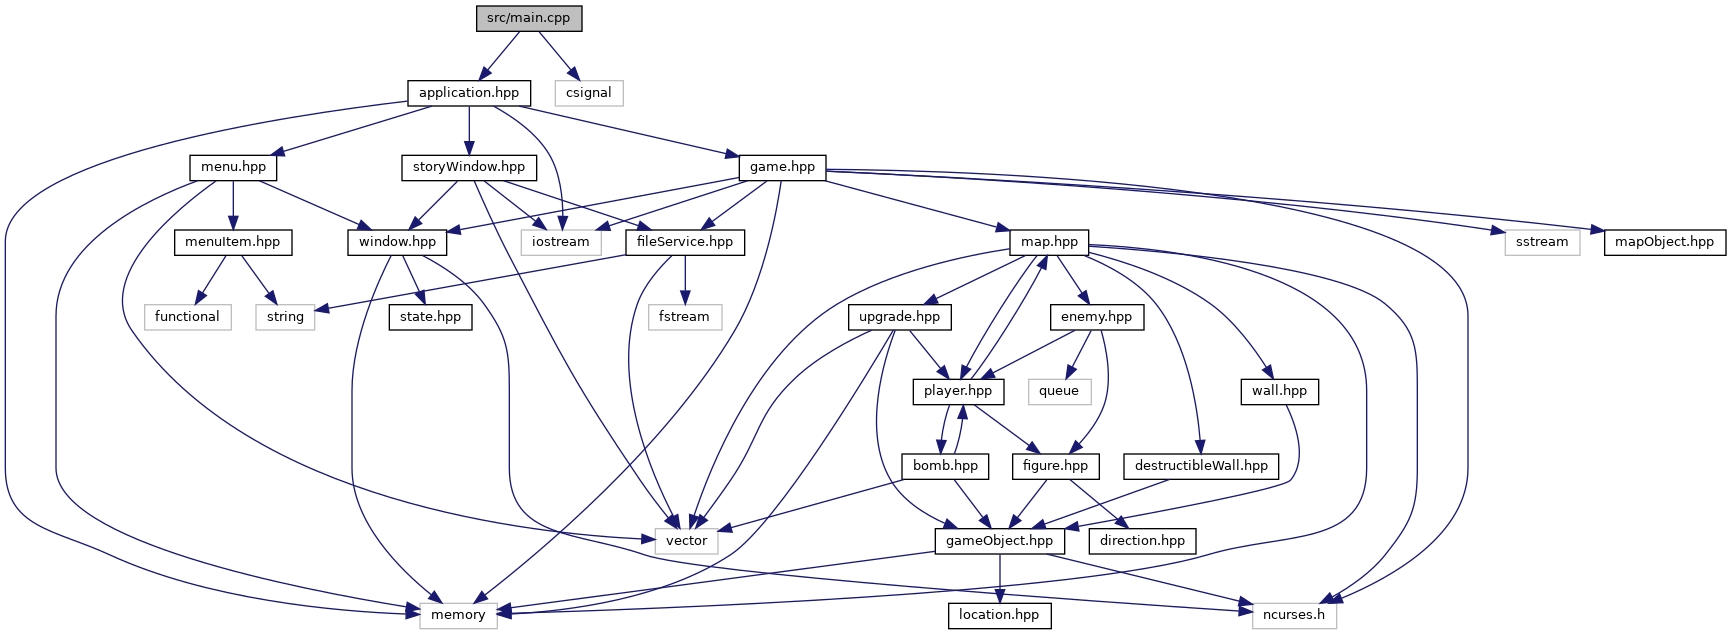 src/main.cpp
application.hpp
csignal
menu.hpp
storyWindow.hpp
game.hpp
menuItem.hpp
window.hpp
iostream
fileService.hpp
map.hpp
sstream
mapObject.hpp
functional
string
state.hpp
fstream
upgrade.hpp
enemy.hpp
player.hpp
queue
wall.hpp
bomb.hpp
figure.hpp
destructibleWall.hpp
vector
gameObject.hpp
direction.hpp
memory
location.hpp
ncurses.h